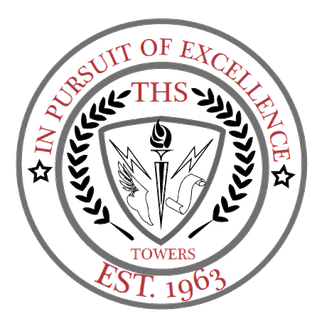 IN PURSUIT OF EXCELLENCE
THS
TOWERS
EST. 1963